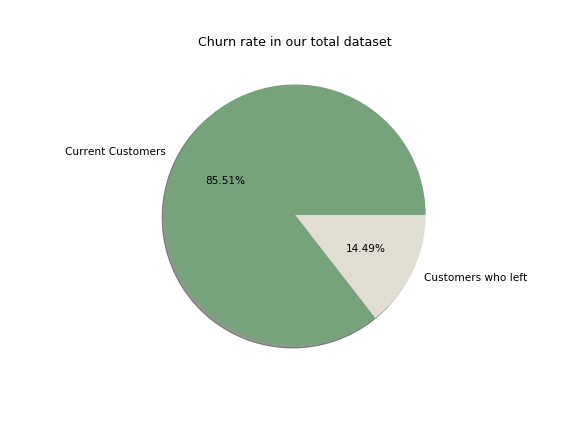 Churn rate in our total dataset
Current Customers
85.51%
14.49%
Customers who left